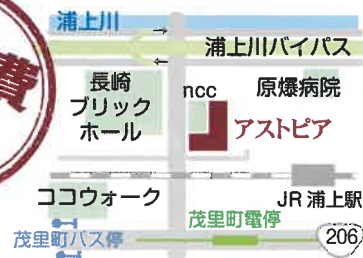 費
浦上川
浦上川バイパス
長崎
ブリック
ホール
ncc
原爆病院
アストピア
ココウォーク
JR 浦上駅
茂里町電停
茂里町バス停
206